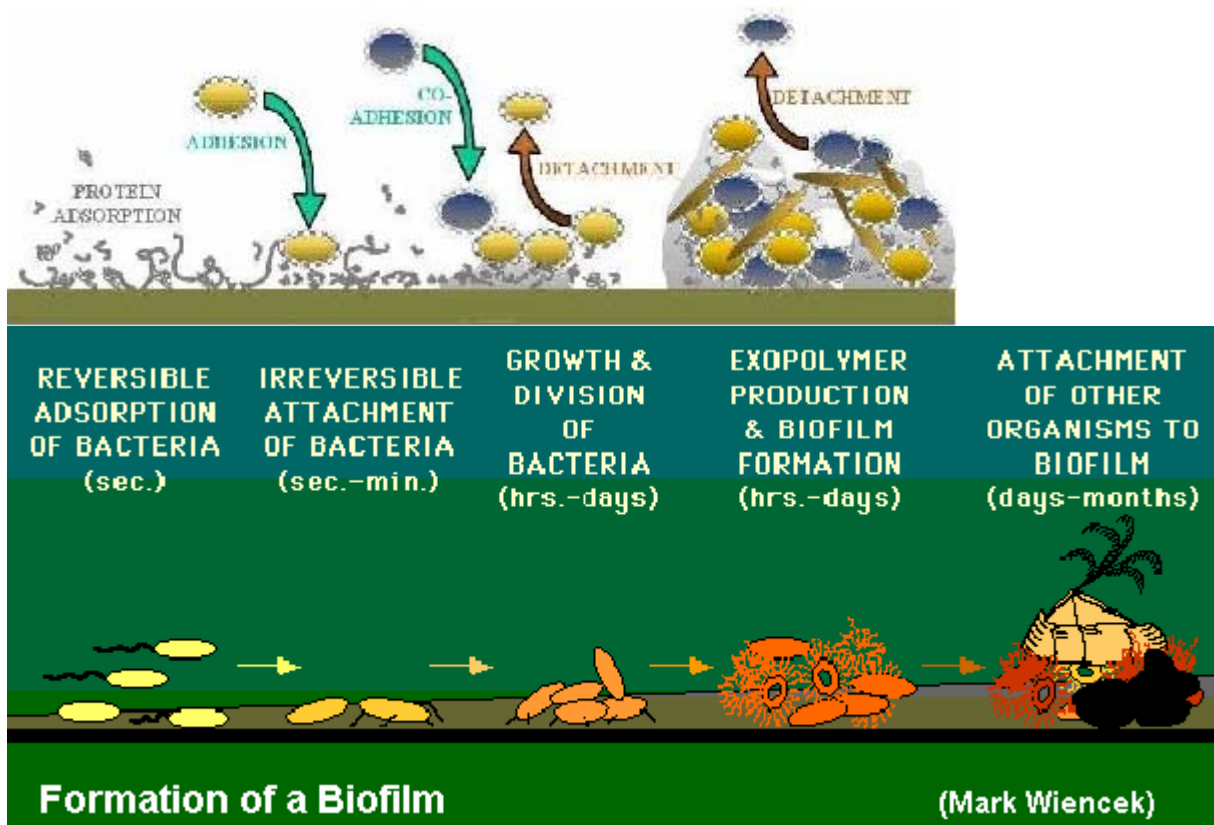 ADHESION
CO-
ADHESION
DETACHMENT
DETACHMENT
PROTEIN
ADSORPTION
REVERSIBLE
ADSORPTION
OF BACTERIA
(sec.)
IRREVERSIBLE
ATTACHMENT
OF BACTERIA
(sec.-min.)
GROWTH &
DIVISION
OF
BACTERIA
(hrs.-days)
EXOPOLYMER
PRODUCTION
& BIOFILM
FORMATION
(hrs.-days)
ATTACHMENT
OF OTHER
ORGANISMS TO
BIOFILM
(days-months)
Formation of a Biofilm
(Mark Wiencek)